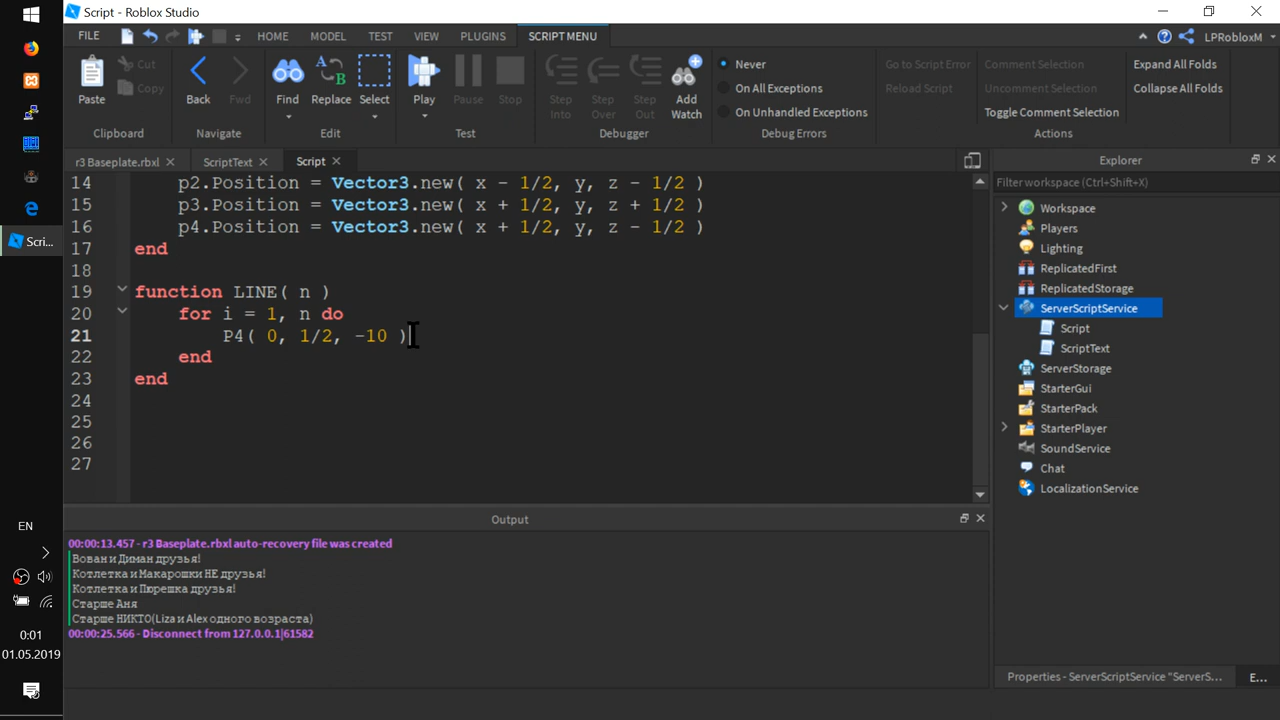 Script - Roblox Studio
FILE HOME MODEL TEST VIEW PLUGINS SCRIPT MENU LPRobloxM
Paste Cut Copy Back Fwd Find Replace Select Play Pause Stop Step Into Step Over Step Out Add Watch
Never
On All Exceptions
On Unhandled Exceptions
Go to Script Error
Reload Script
Comment Selection
Uncomment Selection
Toggle Comment Selection
Expand All Folds
Collapse All Folds
Clipboard Navigate Edit Test Debugger Debug Errors Actions
r3 Baseplate.rbxl ScriptText Script
14 p2.Position = Vector3.new( x - 1/2, y, z - 1/2 )
15 p3.Position = Vector3.new( x + 1/2, y, z + 1/2 )
16 p4.Position = Vector3.new( x + 1/2, y, z - 1/2 )
17 end
18
19 function LINE( n )
20 for i = 1, n do
21 P4( 0, 1/2, -10 )
22 end
23 end
24
25
26
27
Output
00:00:13.457 - r3 Baseplate.rbxl auto-recovery file was created
Вован и Диман друзья!
Котлетка и Макарошки НЕ друзья!
Котлетка и Пюрешка друзья!
Старше Аня
Старше НИКТО(Liza и Alex одного возраста)
00:00:25.566 - Disconnect from 127.0.0.1|61582
Explorer
Filter workspace (Ctrl+Shift+X)
Workspace
Players
Lighting
ReplicatedFirst
ReplicatedStorage
ServerScriptService
Script
ScriptText
ServerStorage
StarterGui
StarterPack
StarterPlayer
SoundService
Chat
LocalizationService
Properties - ServerScriptService "ServerS... E...
Scri...
EN
0:01
01.05.2019